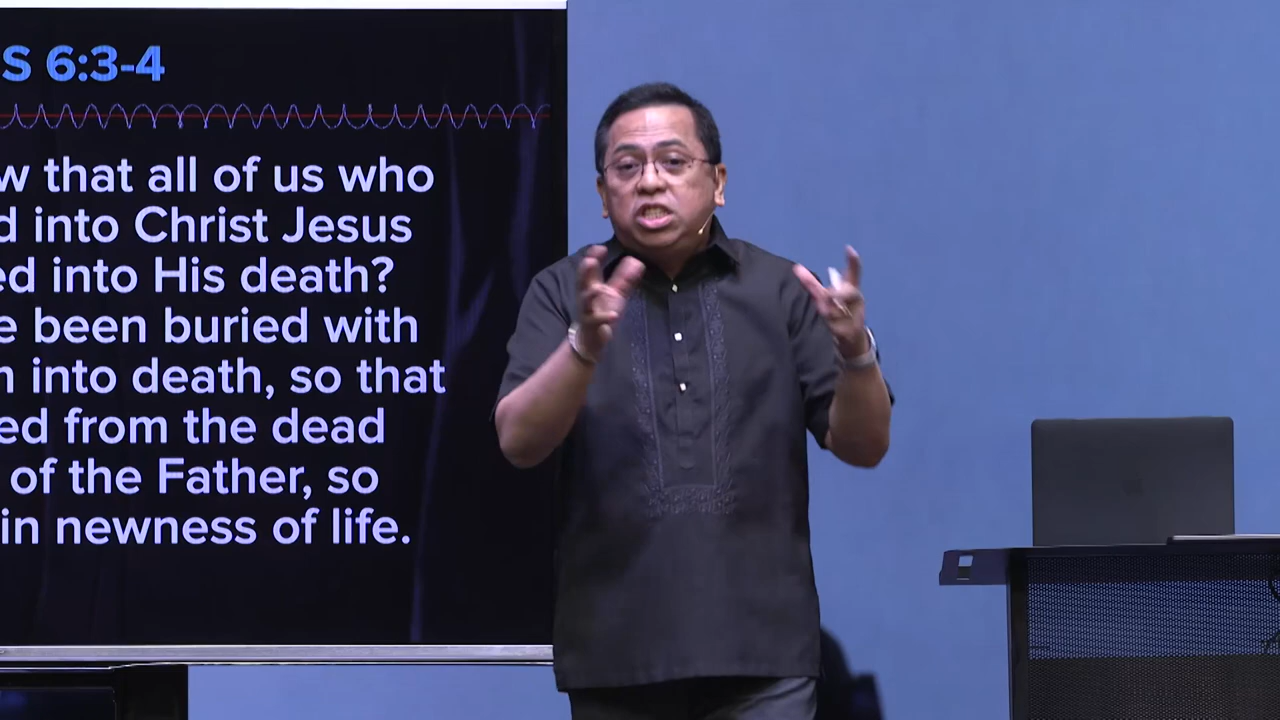 S 6:3-4
w that all of us who
d into Christ Jesus
ed into His death?
e been buried with
into death, so that
ed from the dead
of the Father, so
in newness of life.